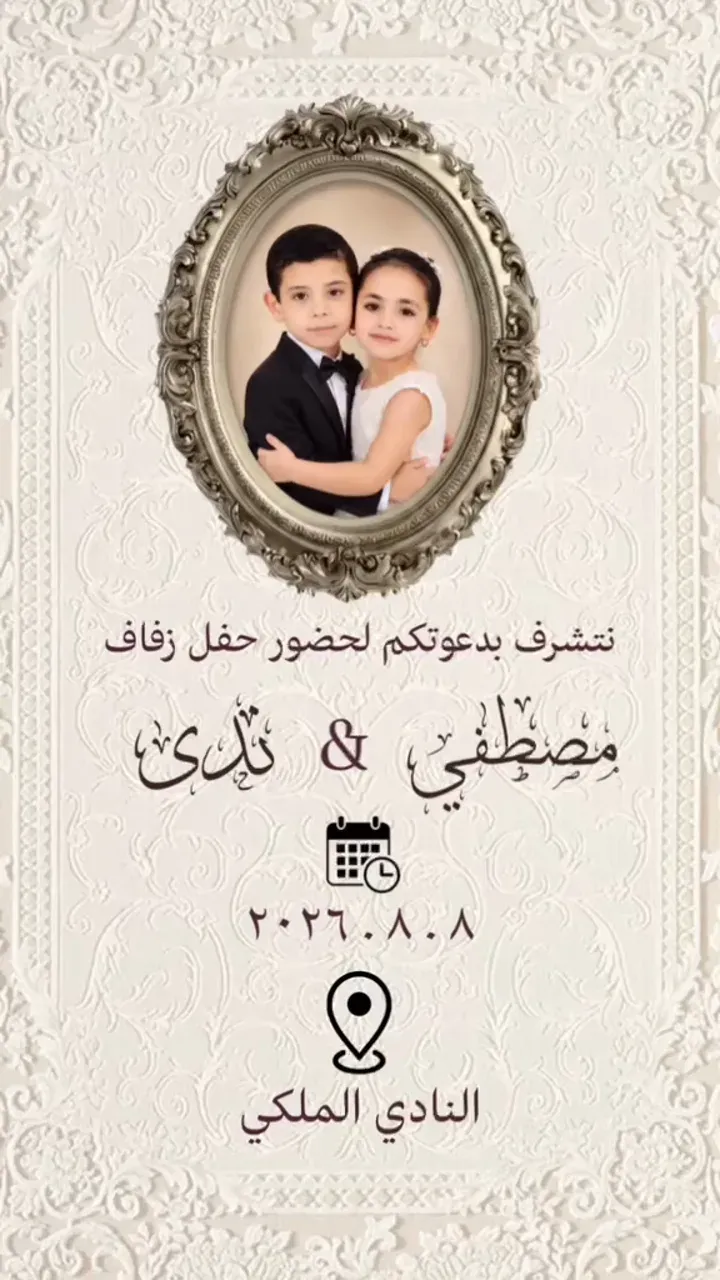 نتشرف بدعوتكم لحضور حفل زفاف
مصطفي & ندى
٢٠٢٦.٨.٨
النادي الملكي